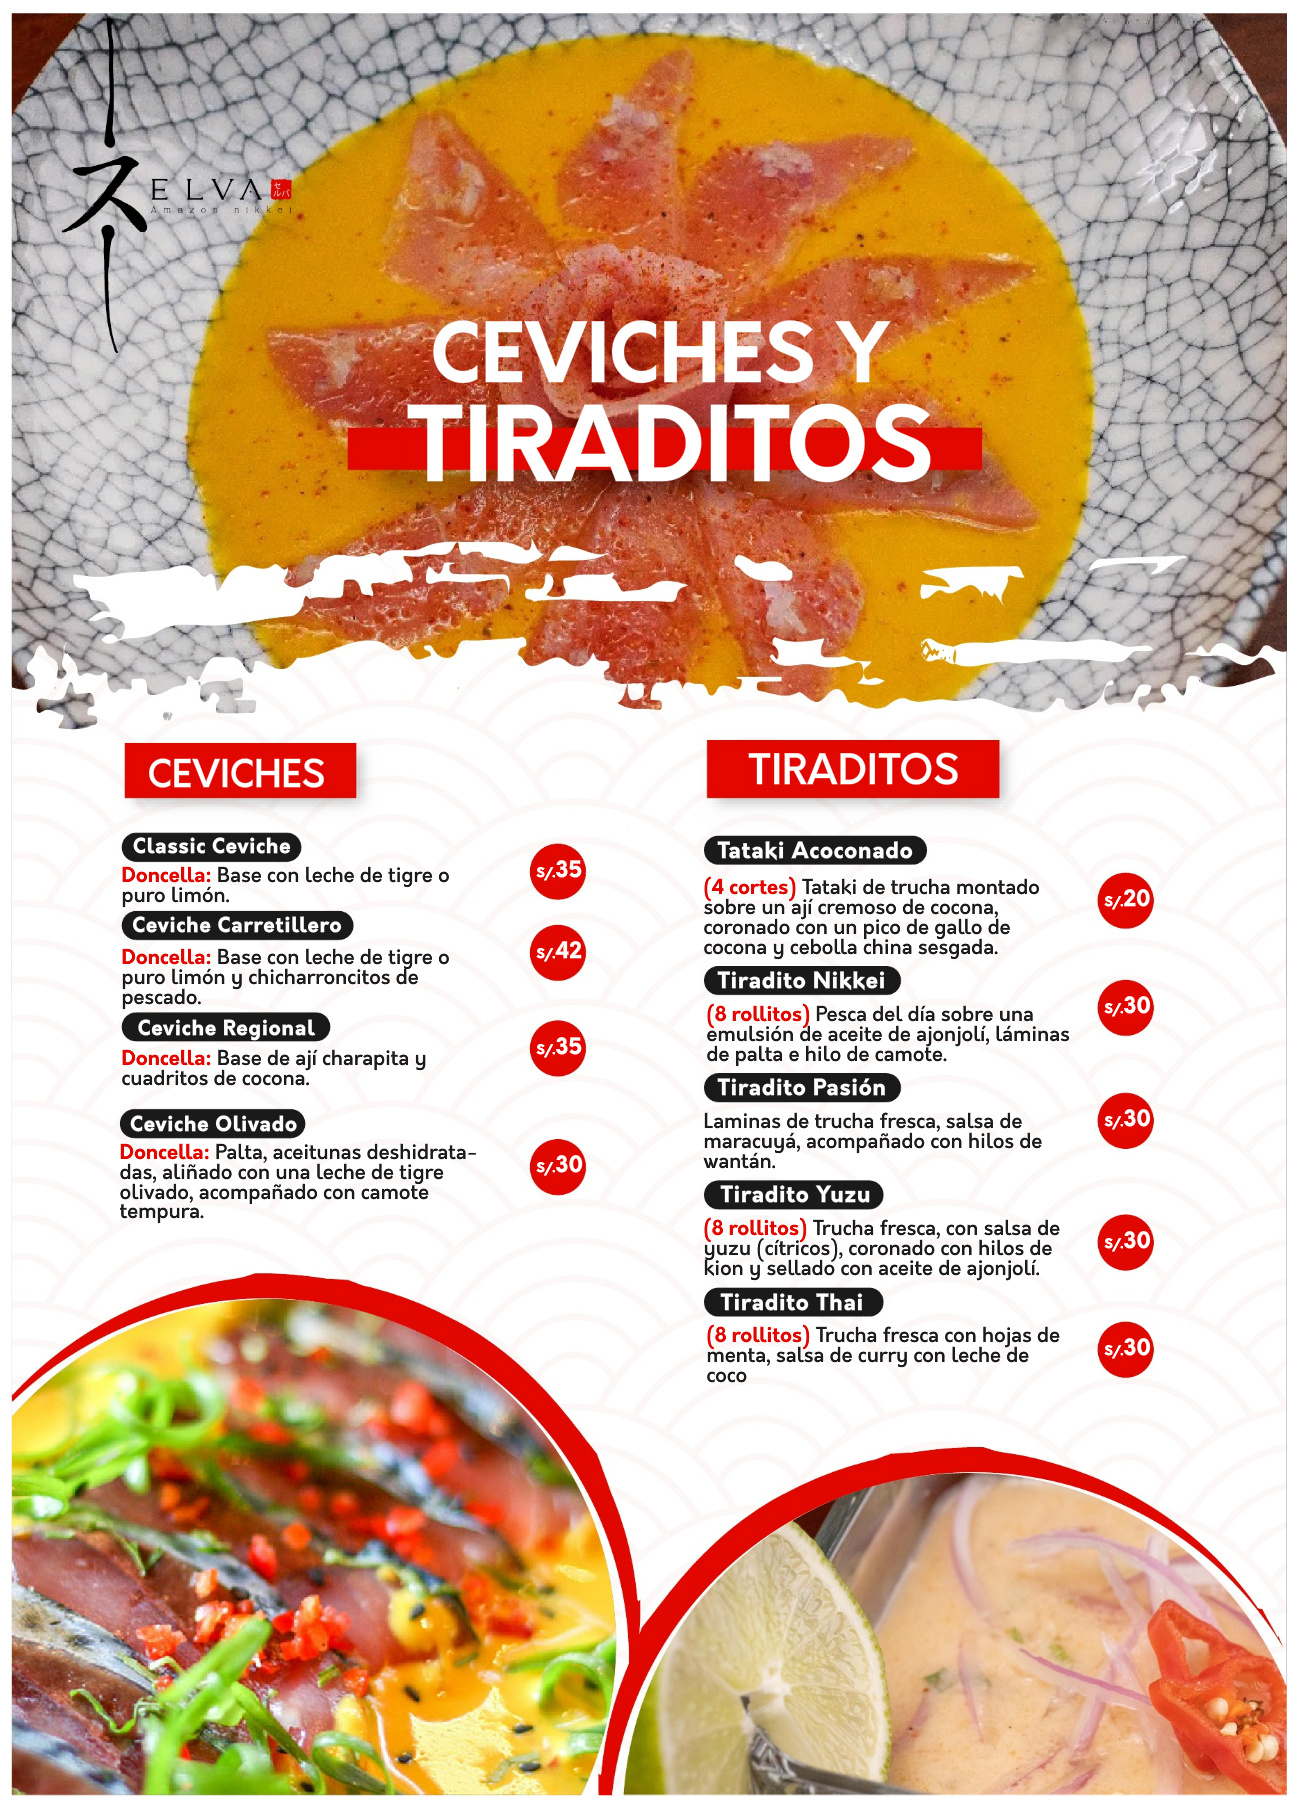 ス ELVA セルバ
Amazon nikkei
CEVICHES Y
TIRADITOS
CEVICHES
Classic Ceviche
Doncella: Base con leche de tigre o
puro limón.
s/.35
Ceviche Carretillero
Doncella: Base con leche de tigre o
puro limón y chicharroncitos de
pescado.
s/.42
Ceviche Regional
Doncella: Base de ají charapita y
cuadritos de cocona.
s/.35
Ceviche Olivado
Doncella: Palta, aceitunas deshidrata-
das, aliñado con una leche de tigre
olivado, acompañado con camote
tempura.
s/.30
TIRADITOS
Tataki Acoconado
(4 cortes) Tataki de trucha montado
sobre un ají cremoso de cocona,
coronado con un pico de gallo de
cocona y cebolla china sesgada.
s/.20
Tiradito Nikkei
(8 rollitos) Pesca del día sobre una
emulsión de aceite de ajonjolí, láminas
de palta e hilo de camote.
s/.30
Tiradito Pasión
Laminas de trucha fresca, salsa de
maracuyá, acompañado con hilos de
wantán.
s/.30
Tiradito Yuzu
(8 rollitos) Trucha fresca, con salsa de
yuzu (cítricos), coronado con hilos de
kion y sellado con aceite de ajonjolí.
s/.30
Tiradito Thai
(8 rollitos) Trucha fresca con hojas de
menta, salsa de curry con leche de
coco
s/.30